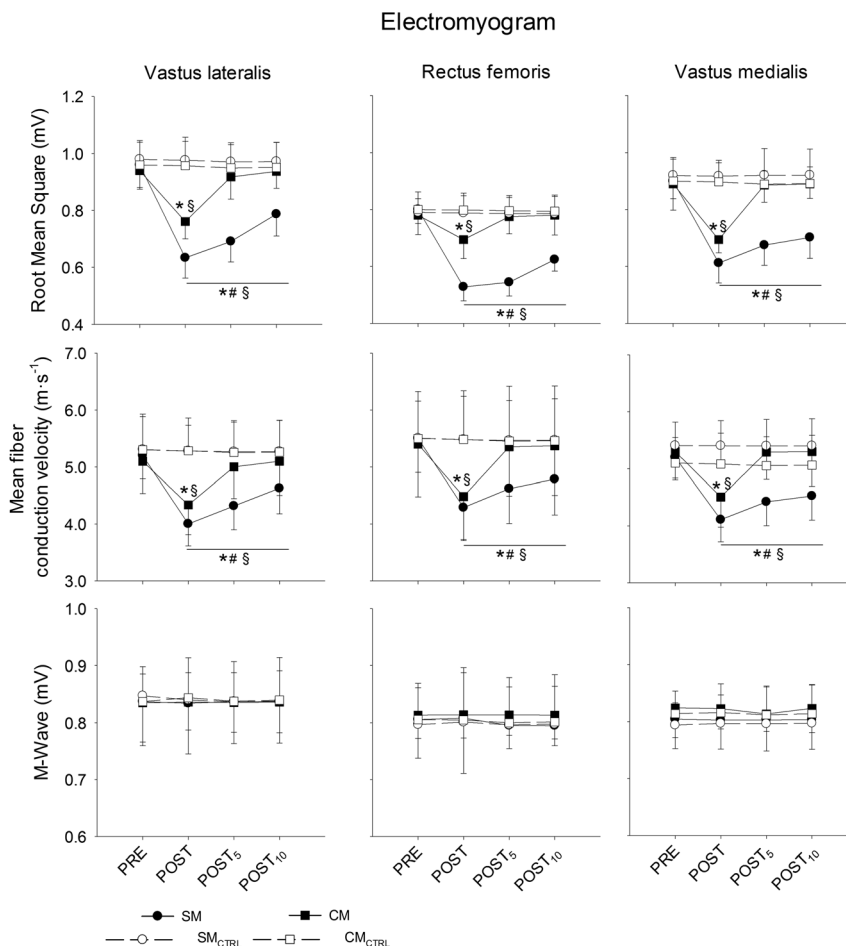 Electromyogram
Vastus lateralis
Rectus femoris
Vastus medialis
Root Mean Square (mV)
1.2
1.0
0.8
0.6
0.4
*§
*# §
*§
*# §
*§
*# §
Mean fiber
conduction velocity (m·s⁻¹)
7.0
6.0
5.0
4.0
3.0
*§
*# §
*§
*# §
*§
*# §
M-Wave (mV)
1.0
0.9
0.8
0.7
0.6
PRE
POST
POST₅
POST₁₀
PRE
POST
POST₅
POST₁₀
PRE
POST
POST₅
POST₁₀
SM
CM
SM_CTRL
CM_CTRL